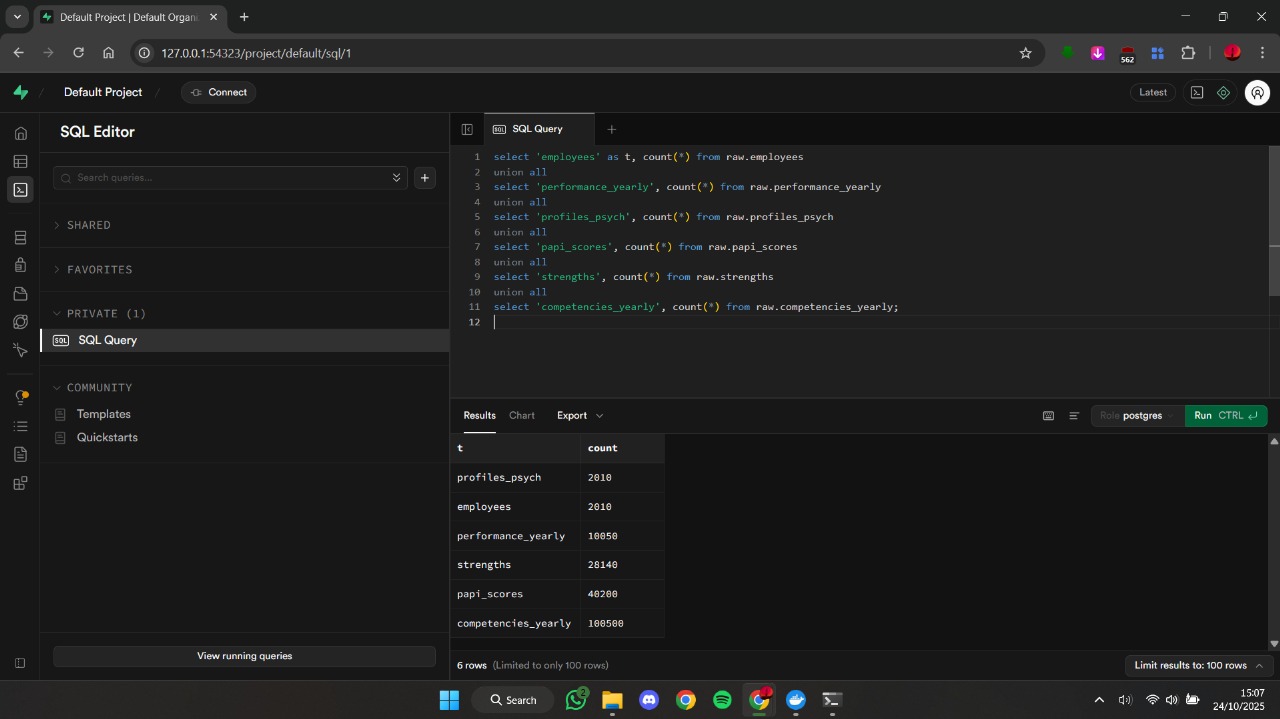 Default Project | Default Organi
127.0.0.1:54323/project/default/sql/1
562
Default Project
Connect
Latest
SQL Editor
Search queries...
SHARED
FAVORITES
PRIVATE (1)
SQL Query
COMMUNITY
Templates
Quickstarts
View running queries
SQL Query
1 select 'employees' as t, count(*) from raw.employees
2 union all
3 select 'performance_yearly', count(*) from raw.performance_yearly
4 union all
5 select 'profiles_psych', count(*) from raw.profiles_psych
6 union all
7 select 'papi_scores', count(*) from raw.papi_scores
8 union all
9 select 'strengths', count(*) from raw.strengths
10 union all
11 select 'competencies_yearly', count(*) from raw.competencies_yearly;
12
Results Chart Export
Role postgres
Run CTRL
t count
profiles_psych 2010
employees 2010
performance_yearly 10050
strengths 28140
papi_scores 40200
competencies_yearly 100500
6 rows (Limited to only 100 rows)
Limit results to: 100 rows
Search
2
15:07
24/10/2025